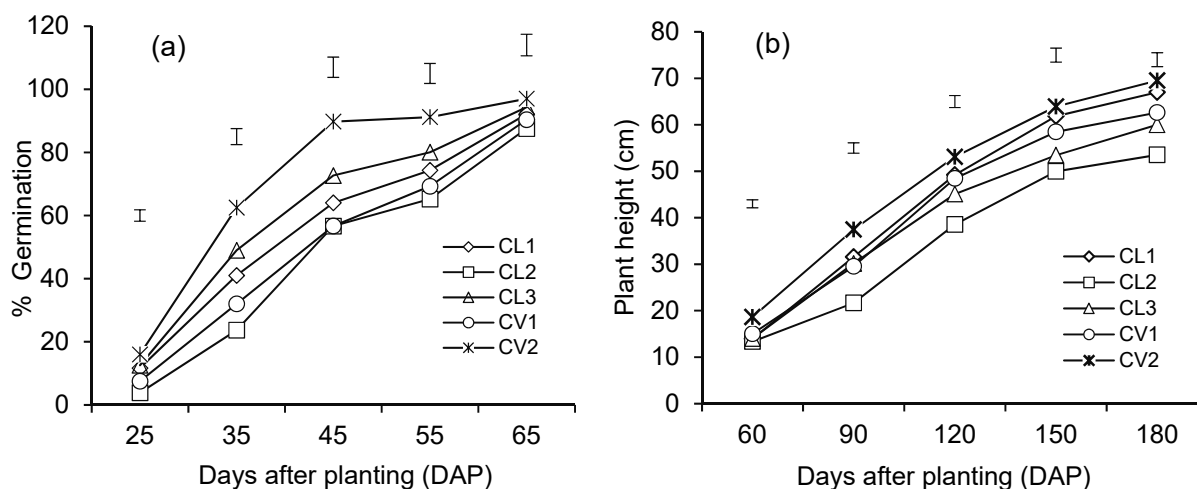 (a)
% Germination
120
100
80
60
40
20
0
25 35 45 55 65
Days after planting (DAP)
CL1
CL2
CL3
CV1
CV2
(b)
Plant height (cm)
80
70
60
50
40
30
20
10
0
60 90 120 150 180
Days after planting (DAP)
CL1
CL2
CL3
CV1
CV2